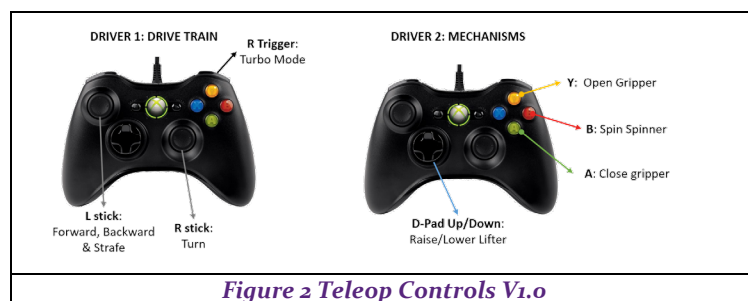 DRIVER 1: DRIVE TRAIN
R Trigger:
Turbo Mode
L stick:
Forward, Backward
& Strafe
R stick:
Turn
DRIVER 2: MECHANISMS
Y: Open Gripper
B: Spin Spinner
A: Close gripper
D-Pad Up/Down:
Raise/Lower Lifter
Figure 2 Teleop Controls V1.0